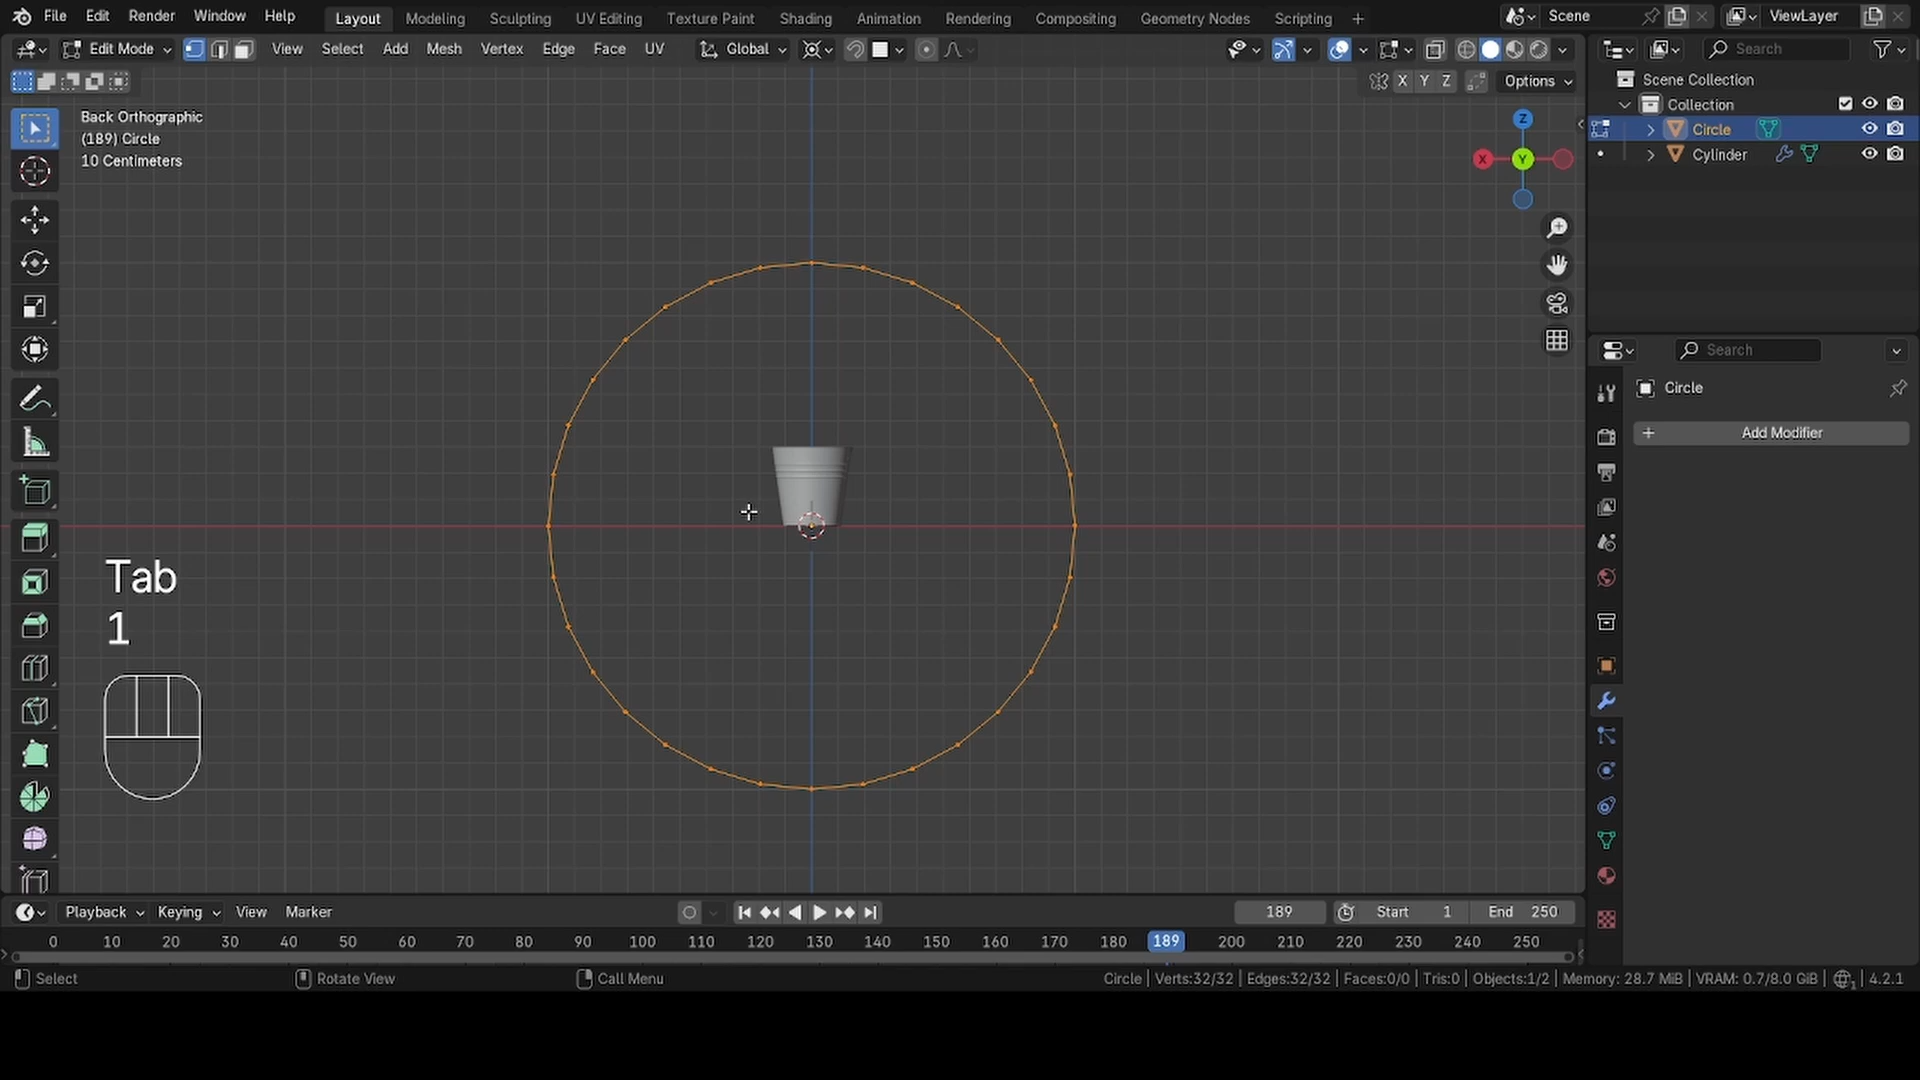 File Edit Render Window Help Layout Modeling Sculpting UV Editing Texture Paint Shading Animation Rendering Compositing Geometry Nodes Scripting + Scene ViewLayer
Edit Mode View Select Add Mesh Vertex Edge Face UV Global Search
X Y Z Options
Scene Collection
Collection
Circle
Cylinder
Back Orthographic
(189) Circle
10 Centimeters
Z
X Y
Search
Circle
+ Add Modifier
Tab
1
Playback Keying View Marker 189 Start 1 End 250
0 10 20 30 40 50 60 70 80 90 100 110 120 130 140 150 160 170 180 189 200 210 220 230 240 250
Select Rotate View Call Menu Circle | Verts:32/32 | Edges:32/32 | Faces:0/0 | Tris:0 | Objects:1/2 | Memory: 28.7 MiB | VRAM: 0.7/8.0 GiB | 1 4.2.1